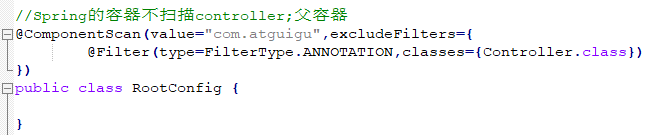 //Spring的容器不扫描controller;父容器
@ComponentScan(value="com.atguigu",excludeFilters={
        @Filter(type=FilterType.ANNOTATION,classes={Controller.class})
})
public class RootConfig {
}